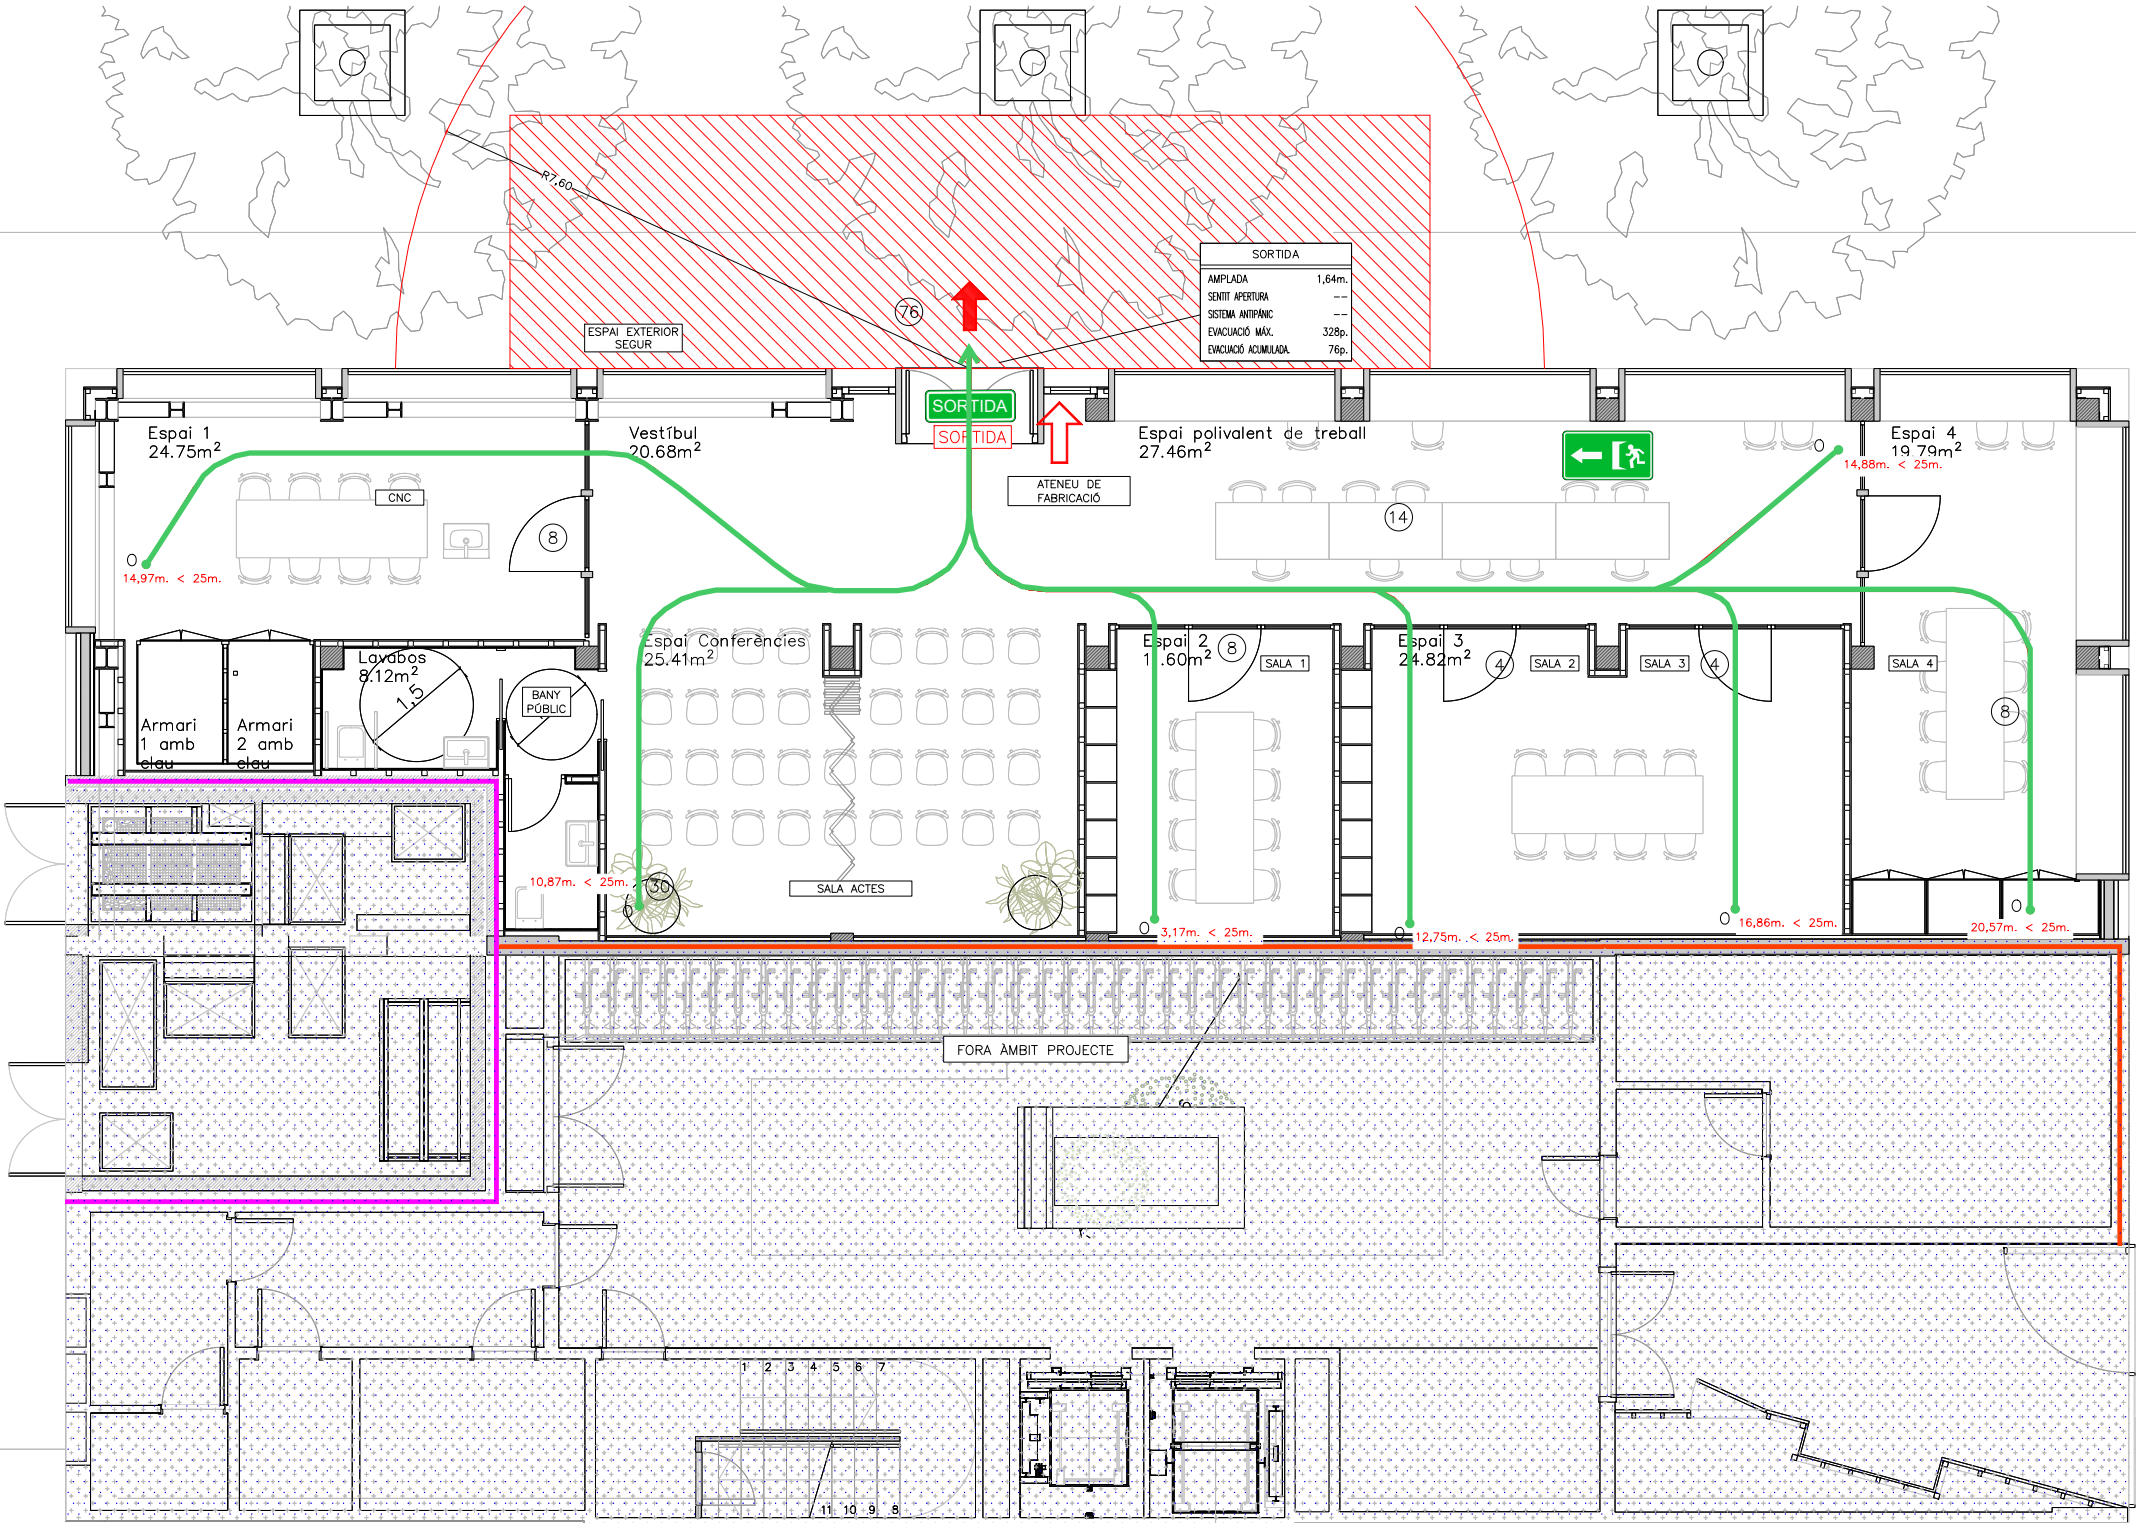 R7,60
76
SORTIDA
AMPLADA 1,64m.
SENTIT APERTURA --
SISTEMA ANTIPÀNIC --
EVACUACIÓ MÀX. 328p.
EVACUACIÓ ACUMULADA. 76p.
ESPAI EXTERIOR
SEGUR
SORTIDA
SORTIDA
Espai 1
24.75m²
Vestíbul
20.68m²
Espai polivalent de treball
27.46m²
Espai 4
19.79m²
14,88m. < 25m.
CNC
ATENEU DE
FABRICACIÓ
8
14
O
O
14,97m. < 25m.
Espai Conferències
25.41m²
Espai 2
8
SALA 1
Espai 3
24.82m²
4
SALA 2
SALA 3
4
SALA 4
Lavabos
8.12m²
1,5
BANY
PÚBLIC
8
Armari
1 amb
clau
Armari
2 amb
clau
10,87m. < 25m.
30
SALA ACTES
O
O
3,17m. < 25m.
O
12,75m. < 25m.
O
16,86m. < 25m.
O
20,57m. < 25m.
FORA ÀMBIT PROJECTE
1 2 3 4 5 6 7
11 10 9 8